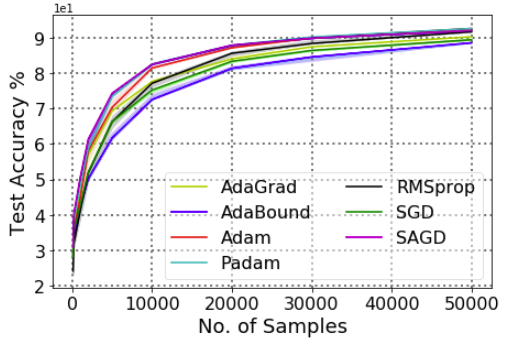 1e1
9
8
7
6
5
4
3
2
Test Accuracy %
AdaGrad
AdaBound
Adam
Padam
RMSprop
SGD
SAGD
0 10000 20000 30000 40000 50000
No. of Samples